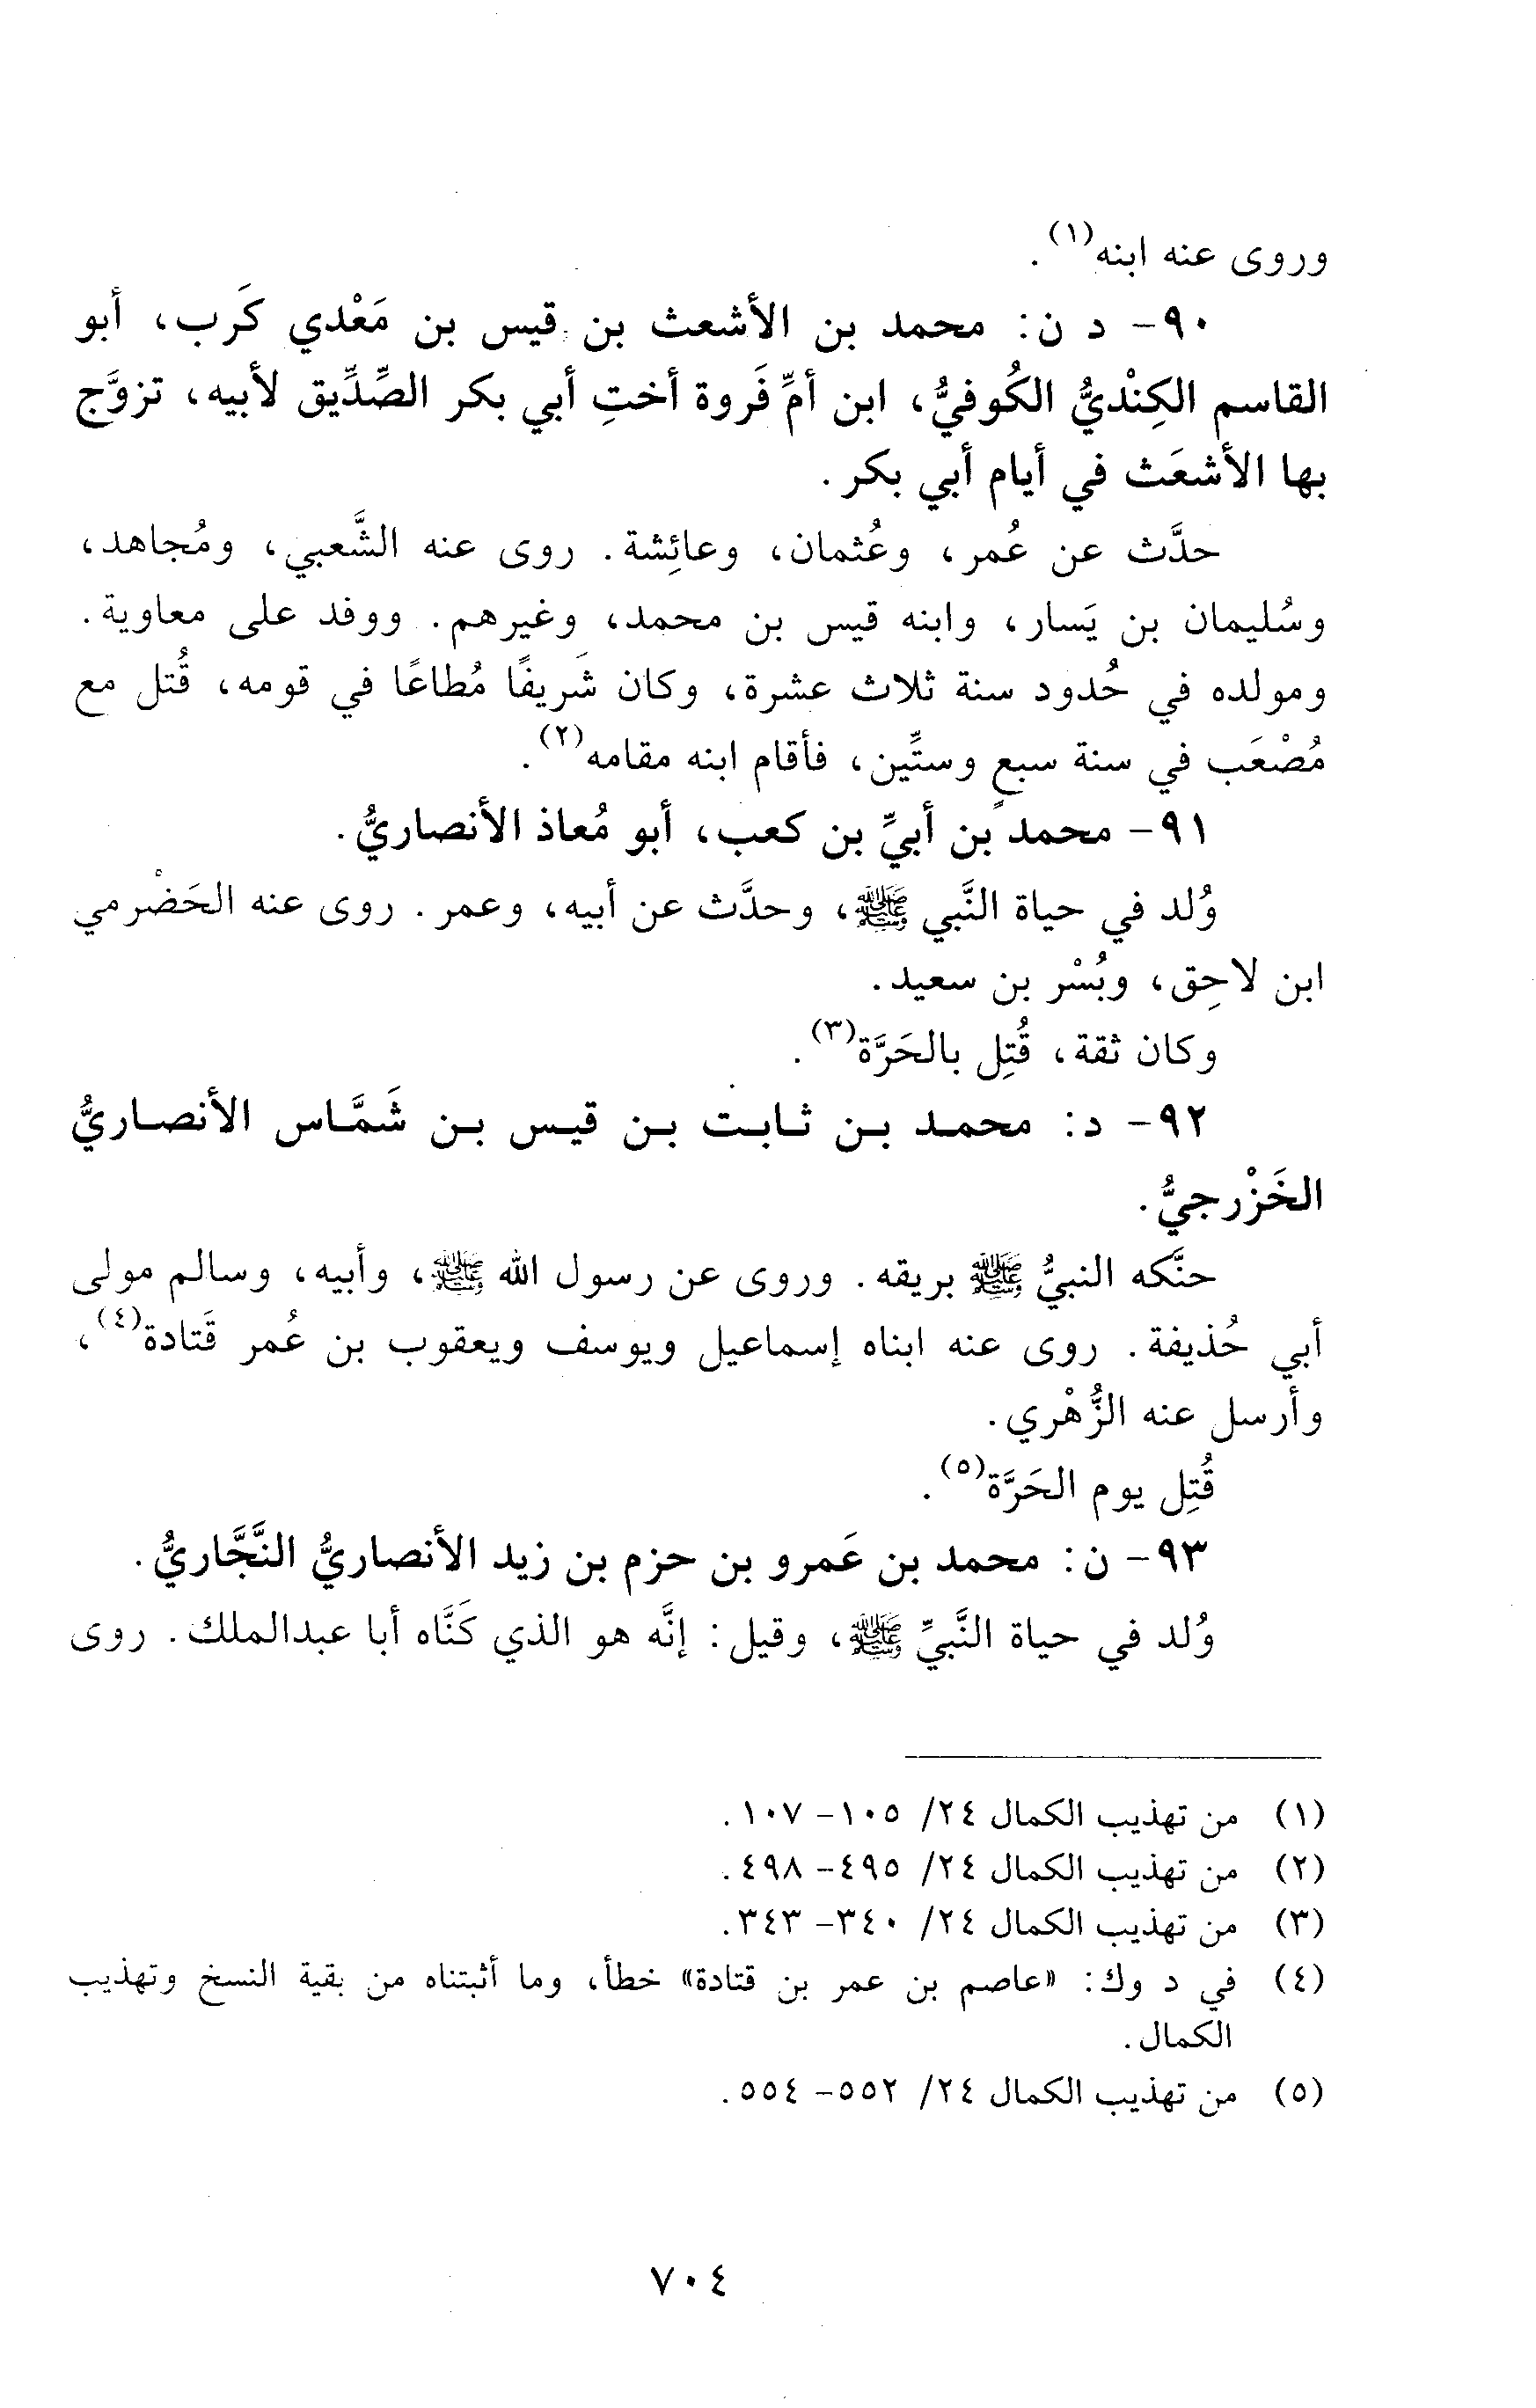 وروى عنه ابنه(١).
٩٠- د ن: محمد بن الأشعث بن قيس بن مَعْدي كَرب، أبو
القاسم الكِنْديُّ الكُوفيُّ، ابن أمِّ فَروة أختِ أبي بكر الصِّدِّيق لأبيه، تزوَّج
بها الأشعَث في أيام أبي بكر.
حدَّث عن عُمر، وعُثمان، وعائِشة. روى عنه الشَّعبي، ومُجاهد،
وسُليمان بن يَسار، وابنه قيس بن محمد، وغيرهم. ووفد على معاوية.
ومولده في حُدود سنة ثلاث عشرة، وكان شَريفًا مُطاعًا في قومه، قُتل مع
مُصْعَب في سنة سبعٍ وستِّين، فأقام ابنه مقامه(٢).
٩١- محمد بن أبيِّ بن كعب، أبو مُعاذ الأنصاريُّ.
وُلد في حياة النَّبي ﷺ، وحدَّث عن أبيه، وعمر. روى عنه الحَضْرمي
ابن لاحِق، وبُسْر بن سعيد.
وكان ثقة، قُتِل بالحَرَّة(٣).
٩٢- د: محمد بن ثابت بن قيس بن شَمَّاس الأنصاريُّ
الخَزْرجيُّ.
حنَّكه النبيُّ ﷺ بريقه. وروى عن رسول الله ﷺ، وأبيه، وسالم مولى
أبي حُذيفة. روى عنه ابناه إسماعيل ويوسف ويعقوب بن عُمر قَتادة(٤)،
وأرسل عنه الزُّهْري.
قُتِل يوم الحَرَّة(٥).
٩٣- ن: محمد بن عَمرو بن حزم بن زيد الأنصاريُّ النَّجَّاريُّ.
وُلد في حياة النَّبيِّ ﷺ، وقيل: إنَّه هو الذي كَنَّاه أبا عبدالملك. روى
(١) من تهذيب الكمال ٢٤/ ١٠٥- ١٠٧.
(٢) من تهذيب الكمال ٢٤/ ٤٩٥- ٤٩٨.
(٣) من تهذيب الكمال ٢٤/ ٣٤٠- ٣٤٣.
(٤) في د وك: «عاصم بن عمر بن قتادة» خطأ، وما أثبتناه من بقية النسخ وتهذيب
الكمال.
(٥) من تهذيب الكمال ٢٤/ ٥٥٢- ٥٥٤.
٧٠٤